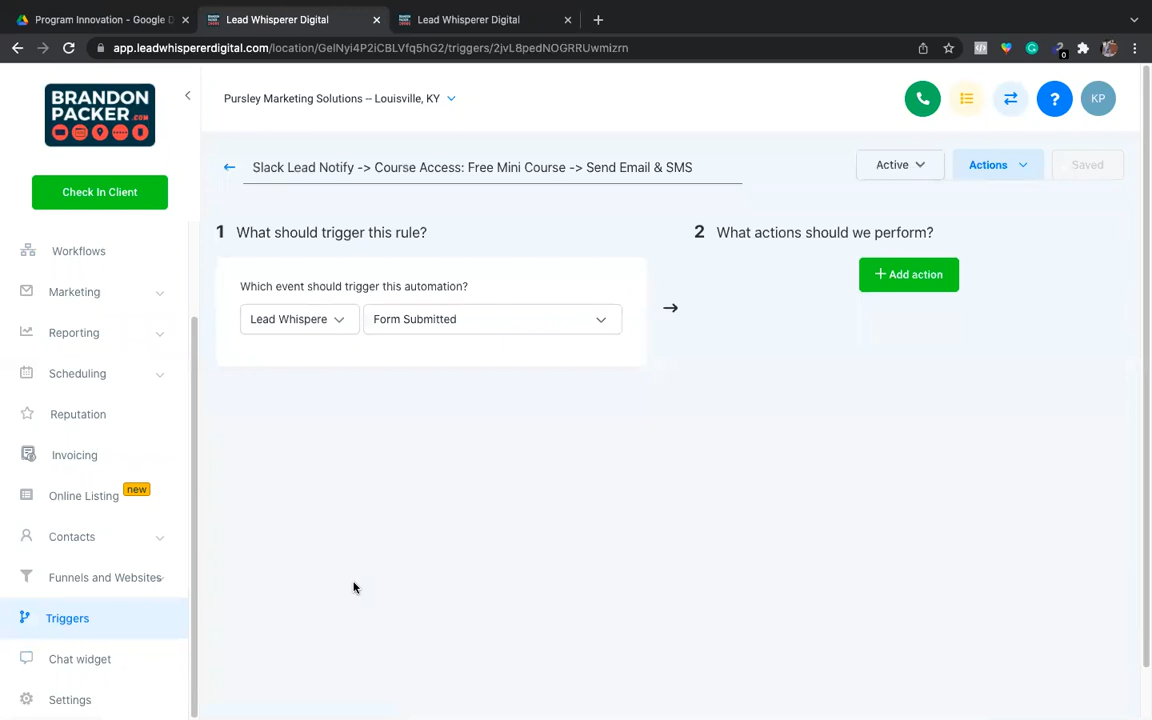 Program Innovation - Google D
Lead Whisperer Digital
Lead Whisperer Digital
app.leadwhispererdigital.com/location/GelNyi4P2iCBLVfq5hG2/triggers/2jvL8pedNOGRRUwmizrn
0
BRANDON
PACKER
.COM
Pursley Marketing Solutions -- Louisville, KY
?
KP
Check In Client
Slack Lead Notify -> Course Access: Free Mini Course -> Send Email & SMS
Active
Actions
Saved
1 What should trigger this rule?
2 What actions should we perform?
Which event should trigger this automation?
Lead Whispere
Form Submitted
+ Add action
Workflows
Marketing
Reporting
Scheduling
Reputation
Invoicing
Online Listing new
Contacts
Funnels and Websites
Triggers
Chat widget
Settings